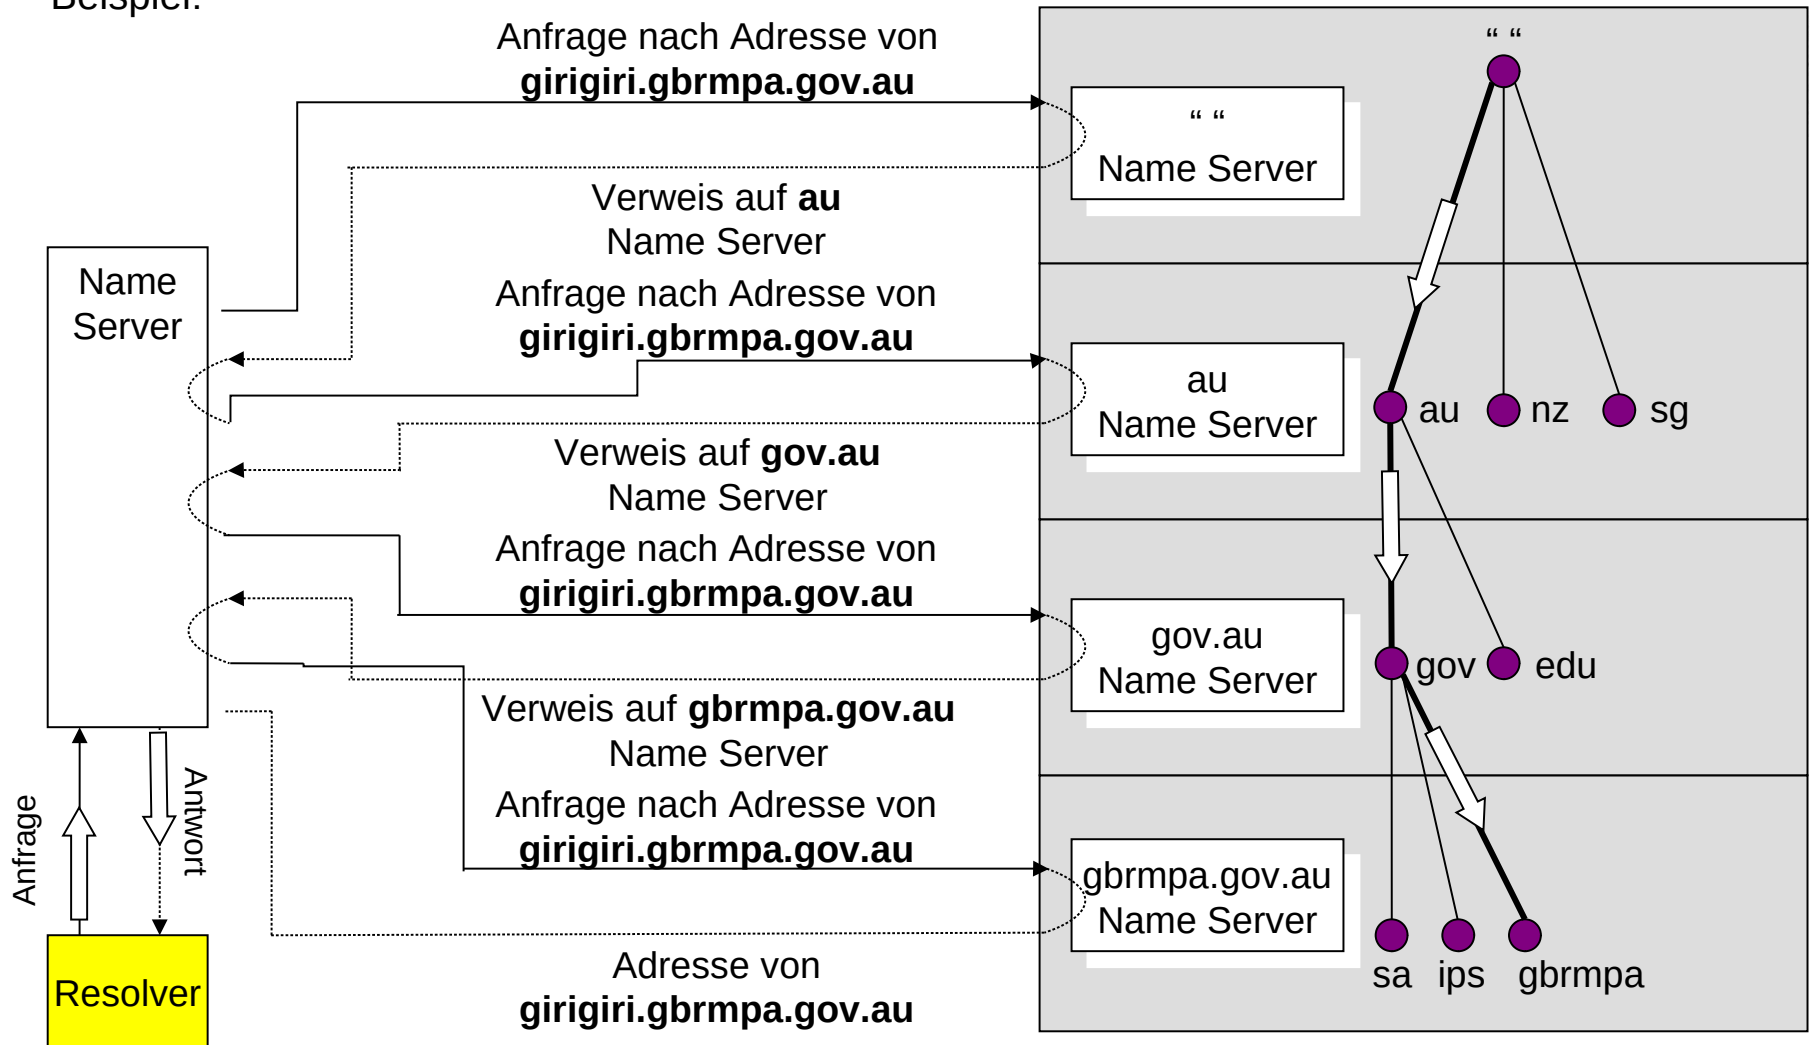 Beispiel:
Anfrage nach Adresse von
girigiri.gbrmpa.gov.au
Verweis auf au
Name Server
Anfrage nach Adresse von
girigiri.gbrmpa.gov.au
Verweis auf gov.au
Name Server
Anfrage nach Adresse von
girigiri.gbrmpa.gov.au
Verweis auf gbrmpa.gov.au
Name Server
Anfrage nach Adresse von
girigiri.gbrmpa.gov.au
Adresse von
girigiri.gbrmpa.gov.au
Name
Server
Anfrage
Antwort
Resolver
“ “
Name Server
au
Name Server
gov.au
Name Server
gbrmpa.gov.au
Name Server
“ “
au nz sg
gov edu
sa ips gbrmpa